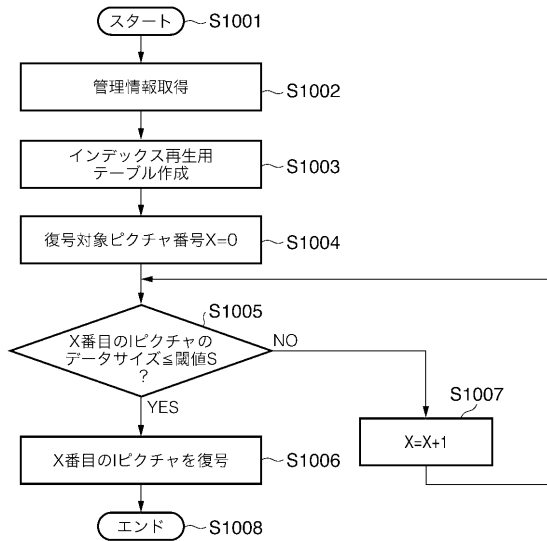 スタート
S1001
管理情報取得
S1002
インデックス再生用
テーブル作成
S1003
復号対象ピクチャ番号X=0
S1004
S1005
X番目のIピクチャの
データサイズ≦閾値S
?
NO
YES
S1007
X=X+1
X番目のIピクチャを復号
S1006
エンド
S1008